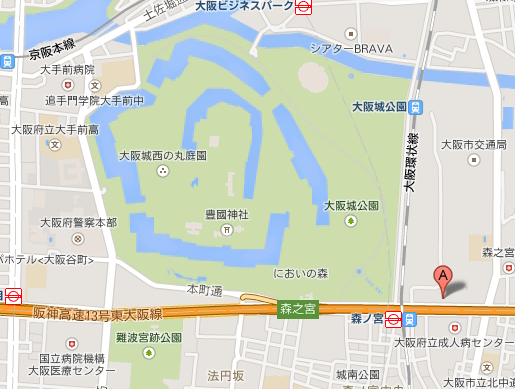 大阪ビジネスパーク
土佐堀通
京阪本線
シアターBRAVA
大手前病院
追手門学院大手前中
大阪城公園
大阪府立大手前高
大阪環状線
大阪市交通局
大阪城西の丸庭園
豊國神社
大阪城公園
大阪府警察本部
森之宮
パホテル<大阪谷町>
においの森
A
本町通
森之宮
阪神高速13号東大阪線
森ノ宮
難波宮跡公園
大阪府立成人病センター
国立病院機構
大阪医療センター
法円坂
城南公園
大阪市立北中道